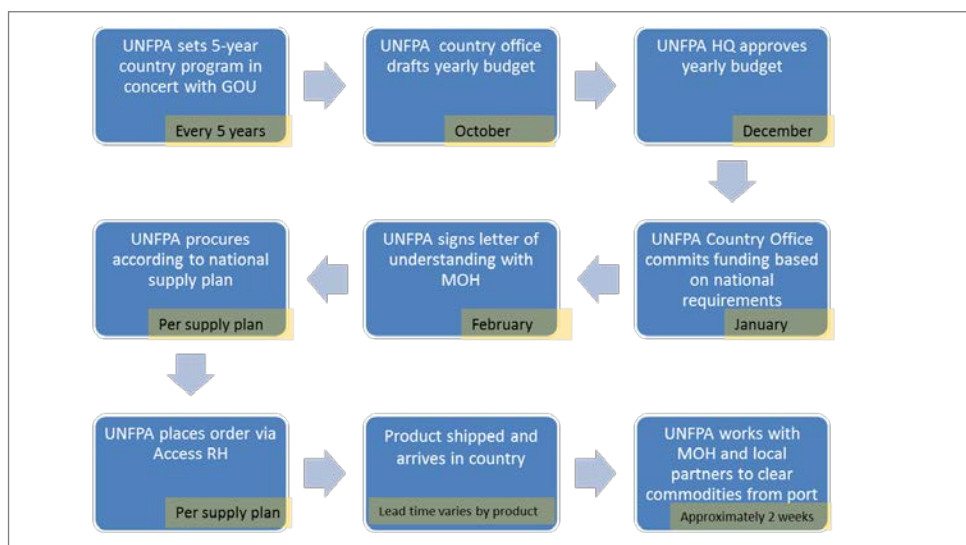 UNFPA sets 5-year
country program in
concert with GOU
Every 5 years
UNFPA country office
drafts yearly budget
October
UNFPA HQ approves
yearly budget
December
UNFPA Country Office
commits funding based
on national
requirements
January
UNFPA signs letter of
understanding with
MOH
February
UNFPA procures
according to national
supply plan
Per supply plan
UNFPA places order via
Access RH
Per supply plan
Product shipped and
arrives in country
Lead time varies by product
UNFPA works with
MOH and local
partners to clear
commodities from port
Approximately 2 weeks